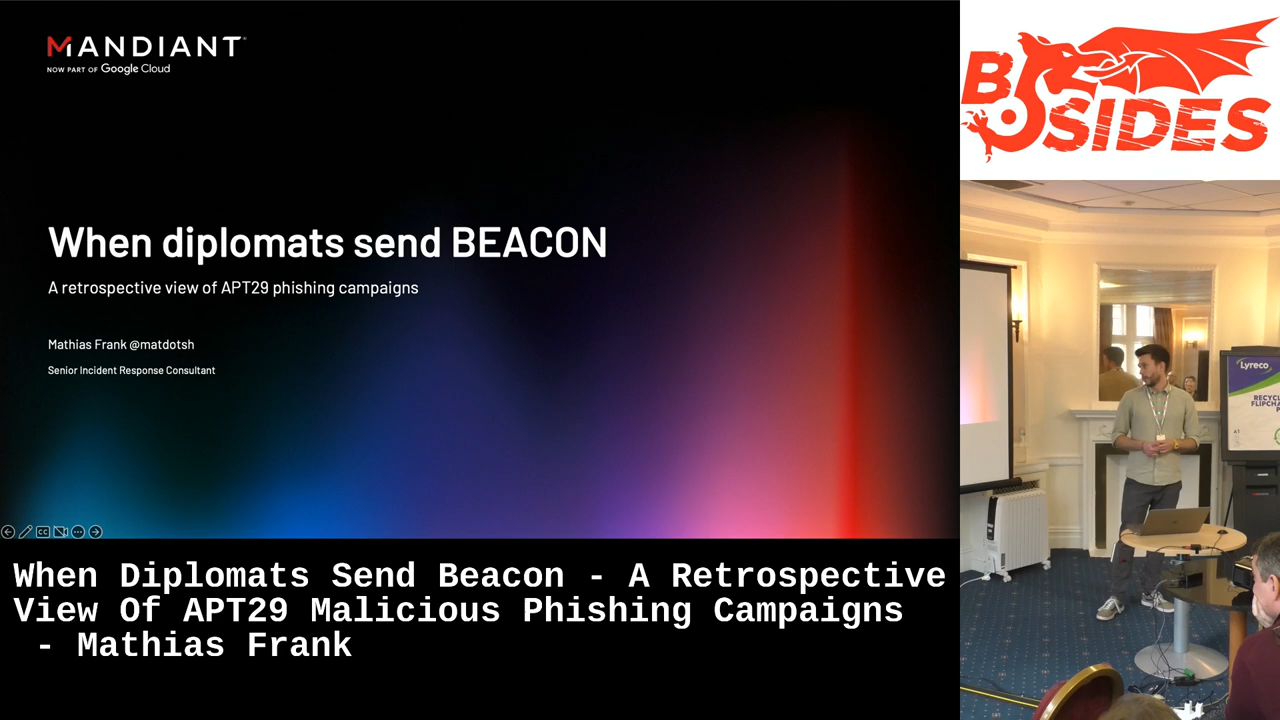 MANDIANT
NOW PART OF Google Cloud
When diplomats send BEACON
A retrospective view of APT29 phishing campaigns
Mathias Frank @matdotsh
Senior Incident Response Consultant
CC
When Diplomats Send Beacon - A Retrospective
View Of APT29 Malicious Phishing Campaigns
- Mathias Frank
BSIDES
Lyreco